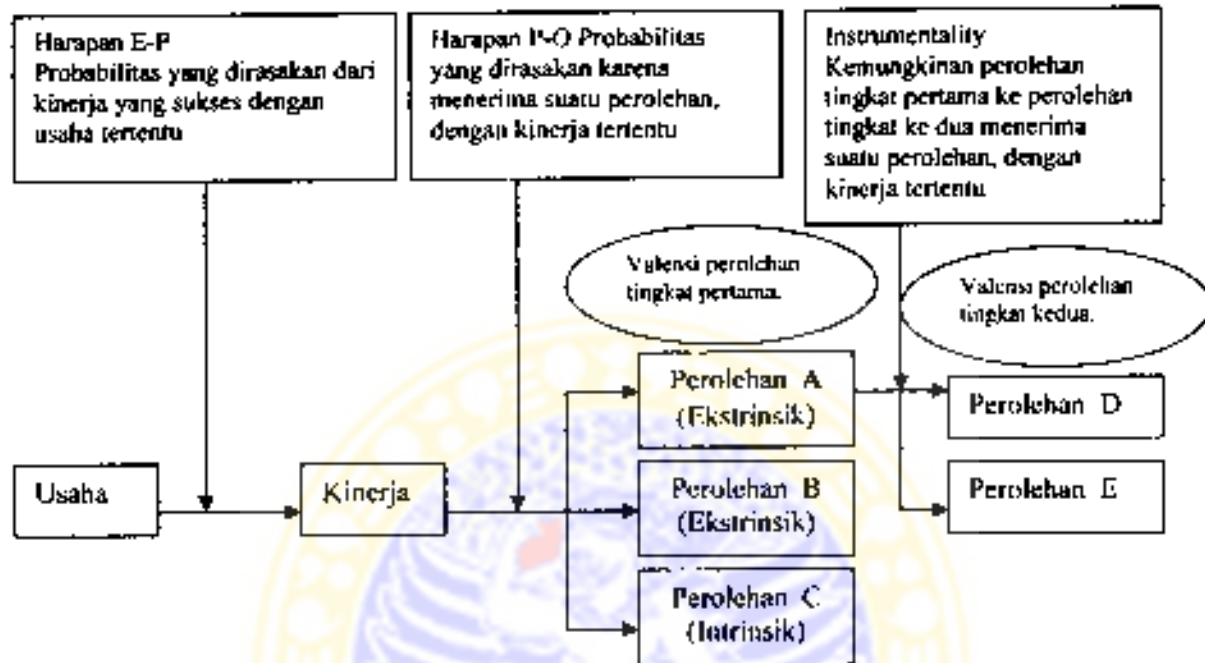 Harapan E-P
Probabilitas yang dirasakan dari
kinerja yang sukses dengan
usaha tertentu
Harapan P-O Probabilitas
yang dirasakan karena
menerima suatu perolehan,
dengan kinerja tertentu
Instrumentality
Kemungkinan perolehan
tingkat pertama ke perolehan
tingkat ke dua menerima
suatu perolehan, dengan
kinerja tertentu
Valensi perolehan
tingkat pertama.
Valensi perolehan
tingkat kedua.
Perolehan A
(Ekstrinsik)
Perolehan D
Usaha
Kinerja
Perolehan B
(Ekstrinsik)
Perolehan E
Perolehan C
(Intrinsik)